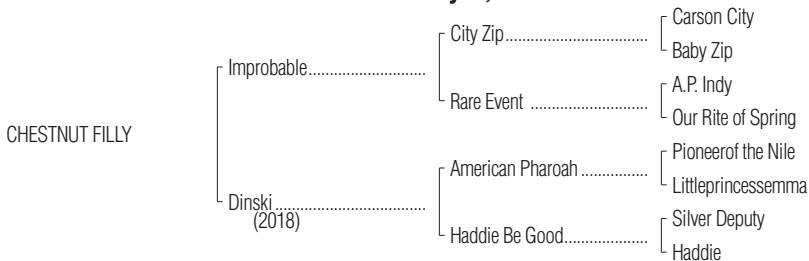 Carson City
City Zip
Baby Zip
Improbable
A.P. Indy
Rare Event
Our Rite of Spring
CHESTNUT FILLY
Pioneerof the Nile
American Pharoah
Littleprincessemma
Dinski
(2018)
Silver Deputy
Haddie Be Good
Haddie